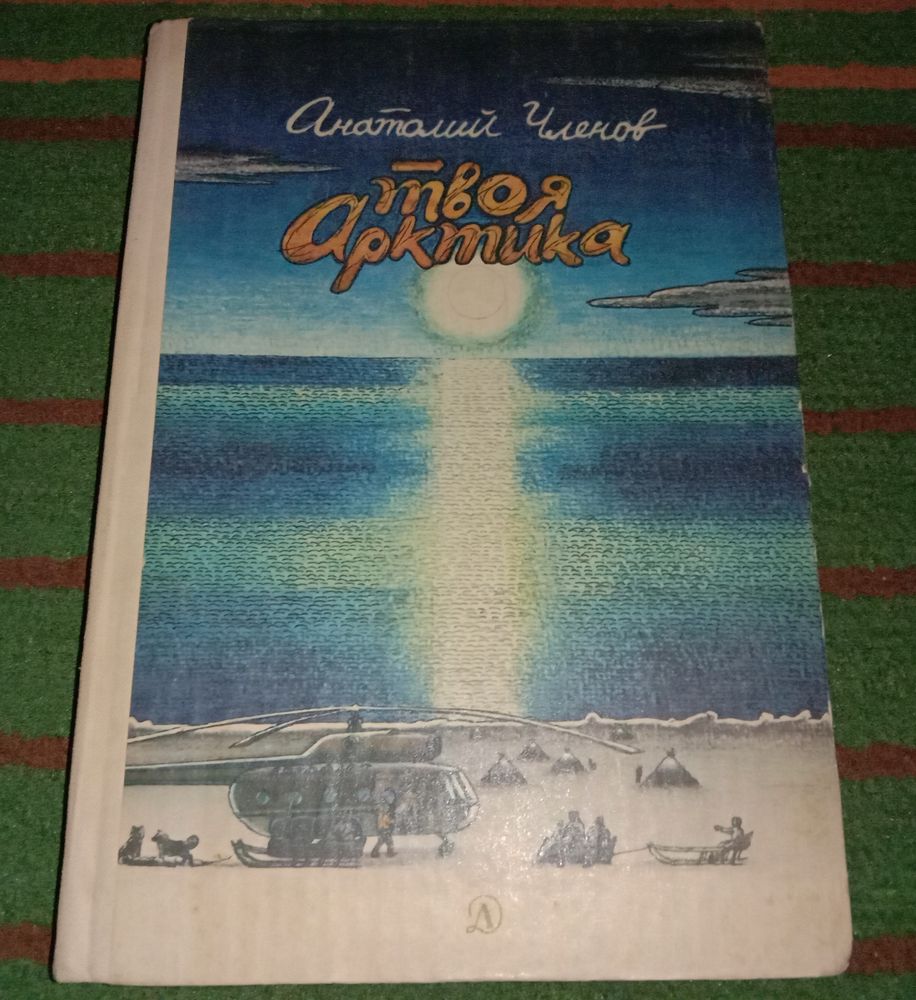 Анатолий Членов
твоя
Арктика
Д